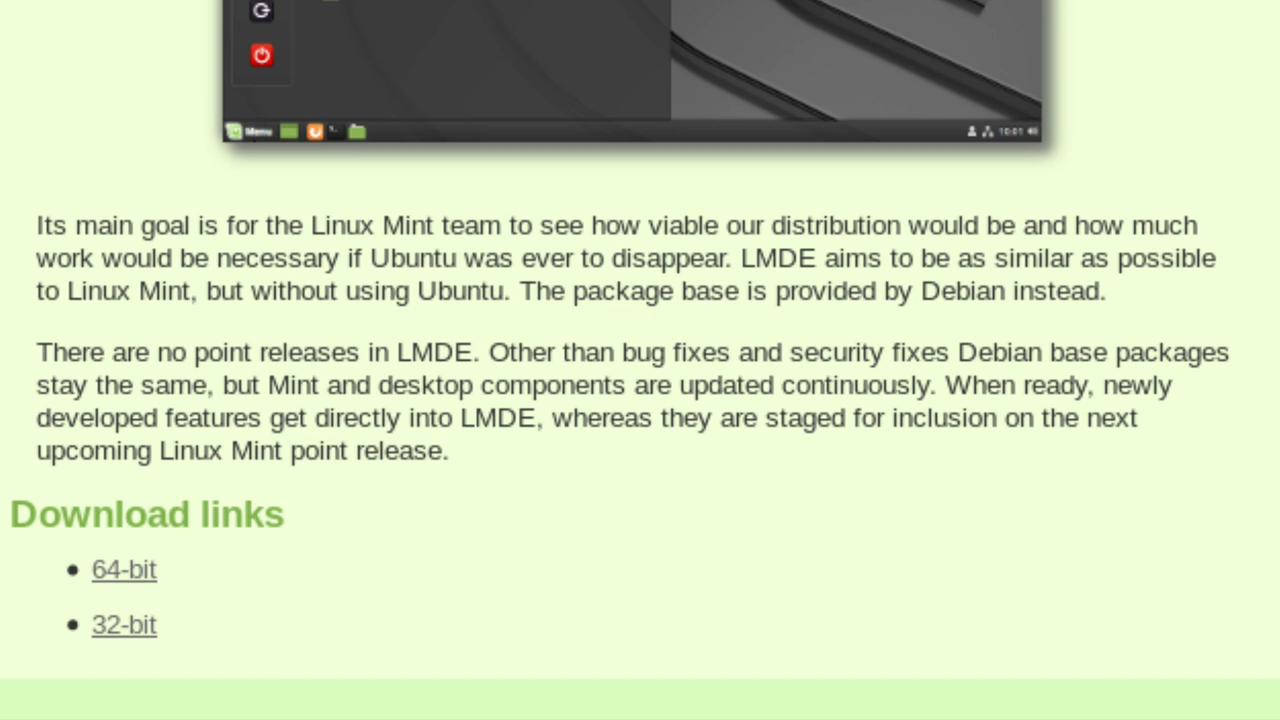 Menu
10:01
Its main goal is for the Linux Mint team to see how viable our distribution would be and how much
work would be necessary if Ubuntu was ever to disappear. LMDE aims to be as similar as possible
to Linux Mint, but without using Ubuntu. The package base is provided by Debian instead.
There are no point releases in LMDE. Other than bug fixes and security fixes Debian base packages
stay the same, but Mint and desktop components are updated continuously. When ready, newly
developed features get directly into LMDE, whereas they are staged for inclusion on the next
upcoming Linux Mint point release.
Download links
64-bit
32-bit